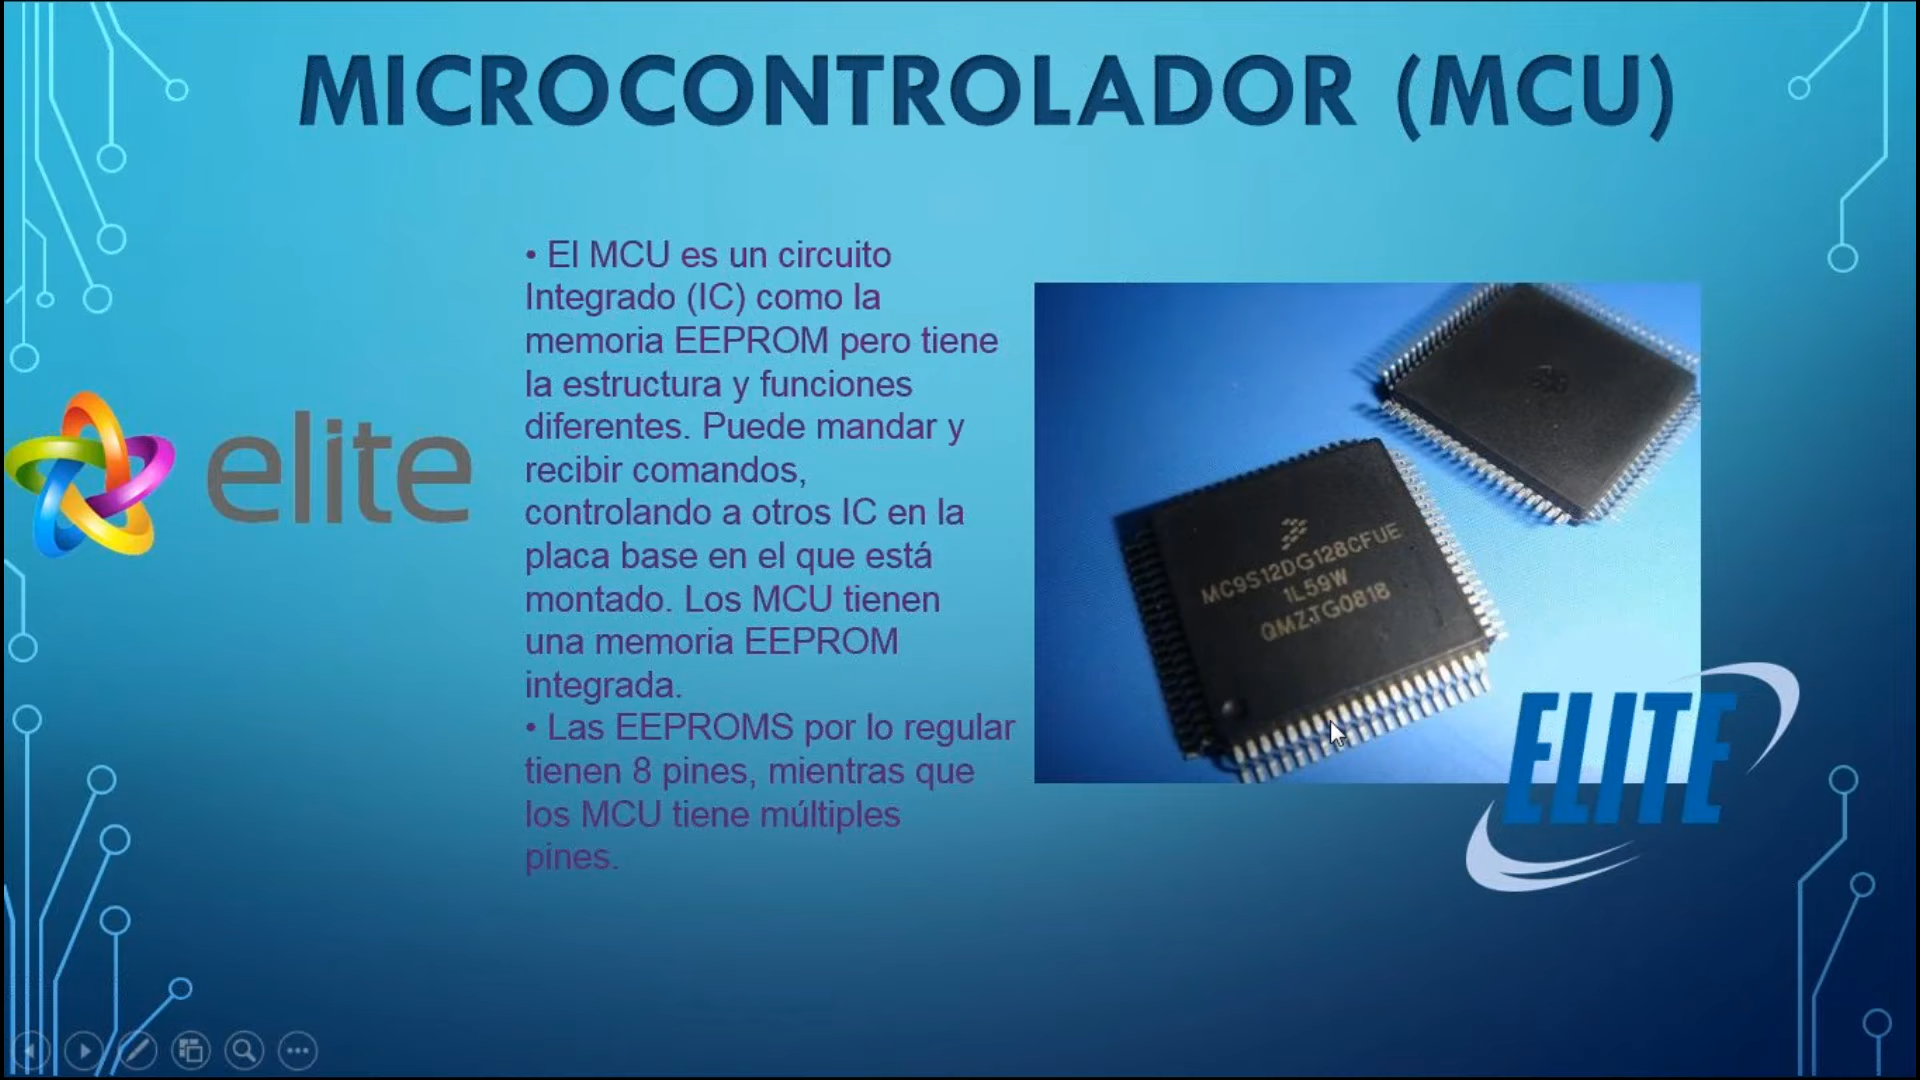 MICROCONTROLADOR (MCU)
• El MCU es un circuito
Integrado (IC) como la
memoria EEPROM pero tiene
la estructura y funciones
diferentes. Puede mandar y
recibir comandos,
controlando a otros IC en la
placa base en el que está
montado. Los MCU tienen
una memoria EEPROM
integrada.
• Las EEPROMS por lo regular
tienen 8 pines, mientras que
los MCU tiene múltiples
pines.
elite
MC9S12DG128CFUE
1L59W
QMZJTG0818
ELITE